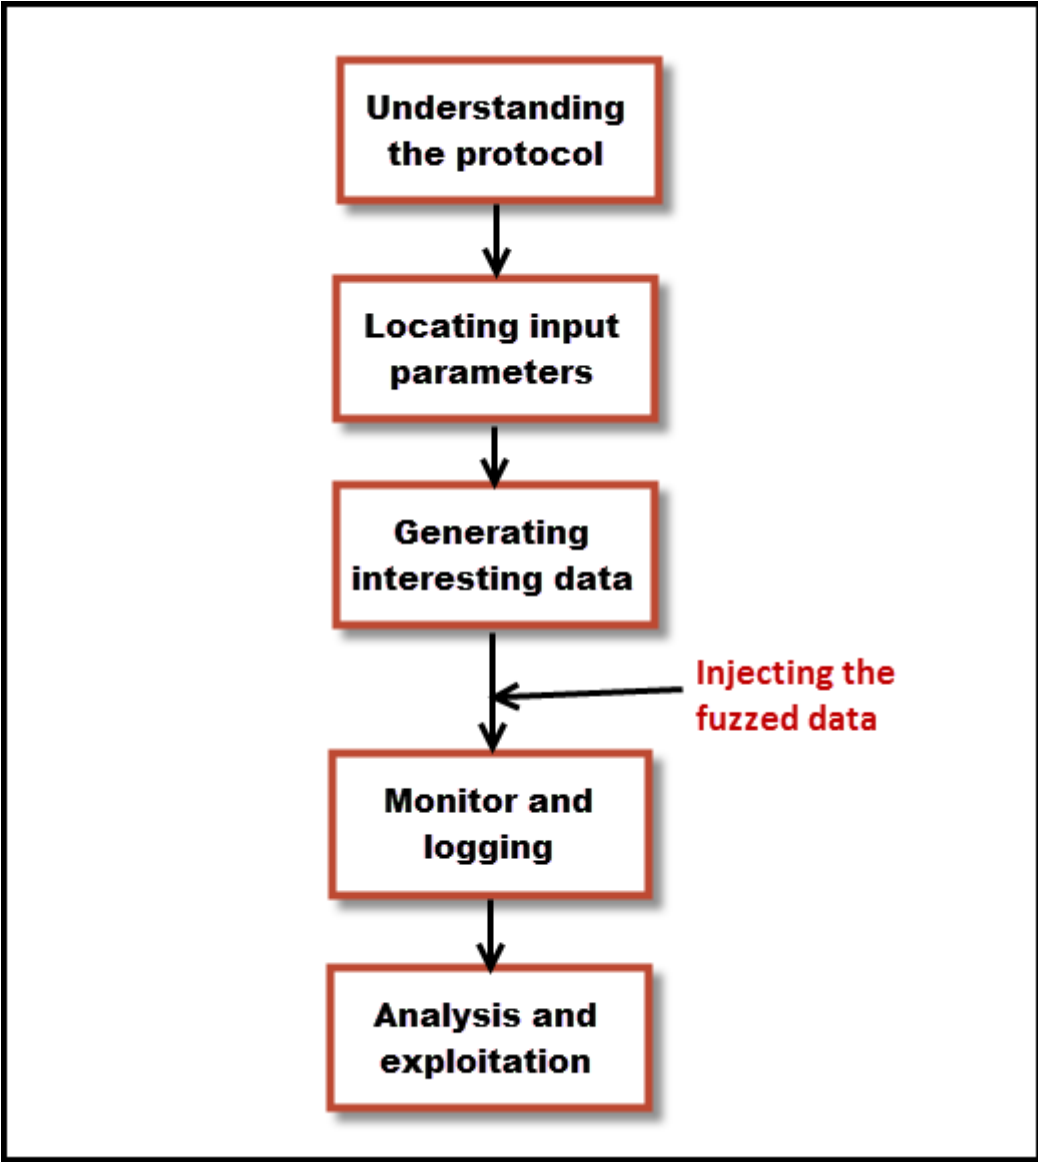 Understanding
the protocol
Locating input
parameters
Generating
interesting data
Injecting the
fuzzed data
Monitor and
logging
Analysis and
exploitation